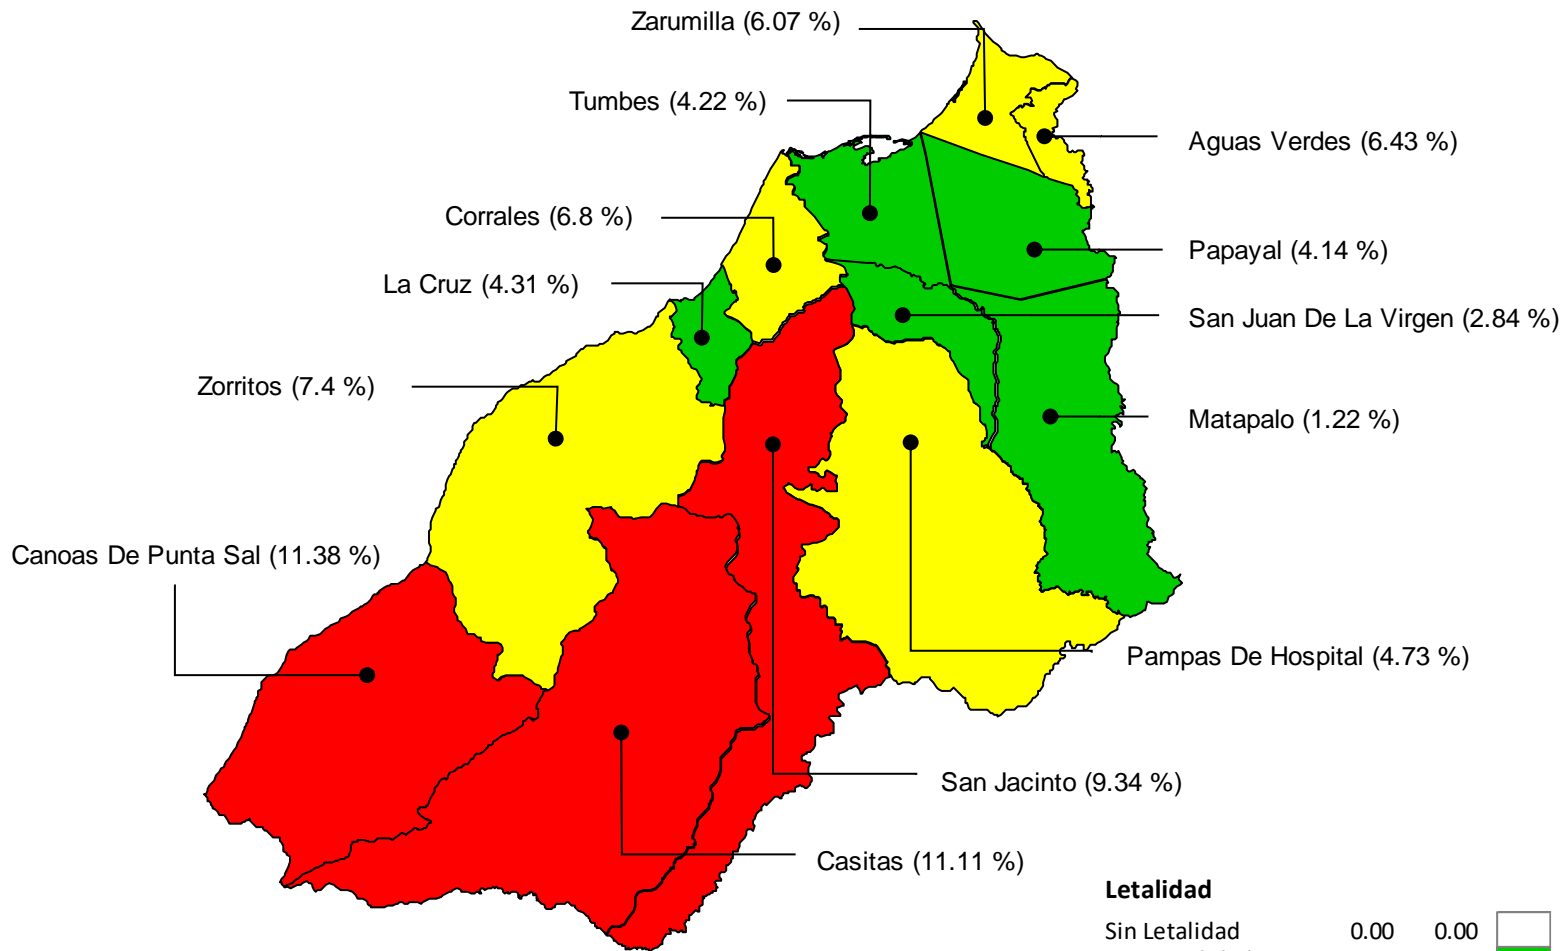 Zarumilla (6.07 %)
Tumbes (4.22 %)
Aguas Verdes (6.43 %)
Corrales (6.8 %)
Papayal (4.14 %)
La Cruz (4.31 %)
San Juan De La Virgen (2.84 %)
Zorritos (7.4 %)
Matapalo (1.22 %)
Canoas De Punta Sal (11.38 %)
Pampas De Hospital (4.73 %)
San Jacinto (9.34 %)
Casitas (11.11 %)
Letalidad
Sin Letalidad 0.00 0.00